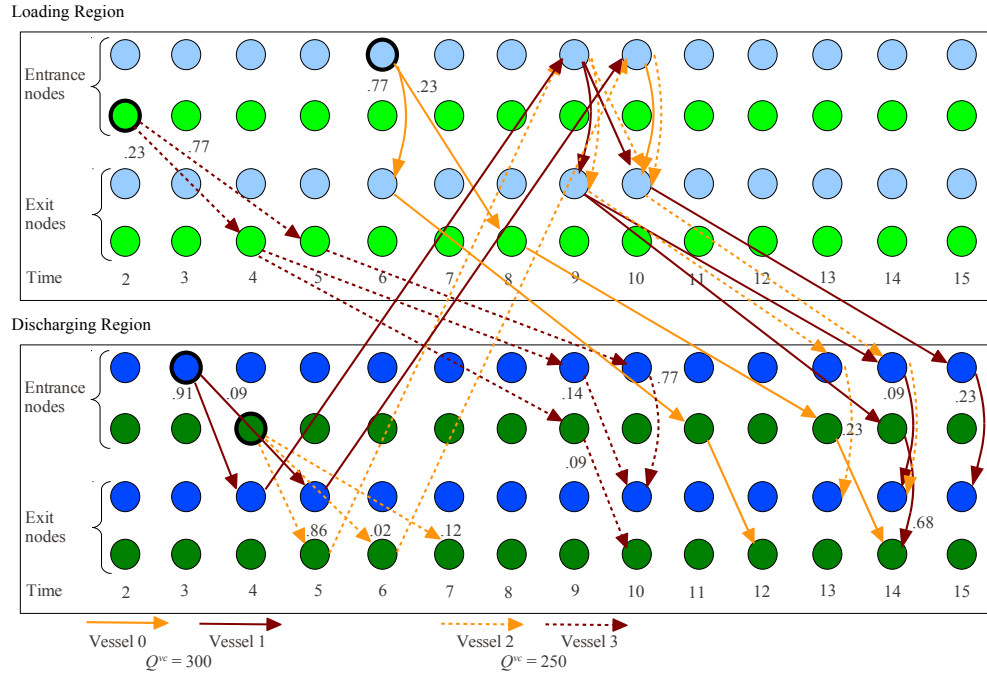 Loading Region
Entrance
nodes
.77
.23
.23
.77
Exit
nodes
Time 2 3 4 5 6 7 8 9 10 11 12 13 14 15
Discharging Region
Entrance
nodes
.91 .09 .14 .77 .09 .23
.09 .23
Exit
nodes
.86 .02 .12 .68
Time 2 3 4 5 6 7 8 9 10 11 12 13 14 15
Vessel 0 Vessel 1 Vessel 2 Vessel 3
Qᵛᶜ = 300 Qᵛᶜ = 250